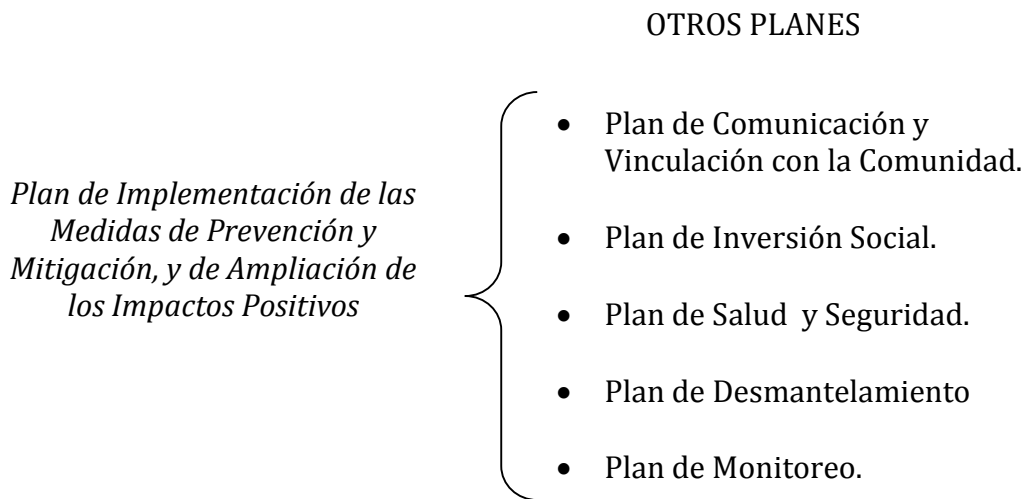 OTROS PLANES
Plan de Implementación de las
Medidas de Prevención y
Mitigación, y de Ampliación de
los Impactos Positivos
• Plan de Comunicación y
Vinculación con la Comunidad.
• Plan de Inversión Social.
• Plan de Salud  y Seguridad.
• Plan de Desmantelamiento
• Plan de Monitoreo.